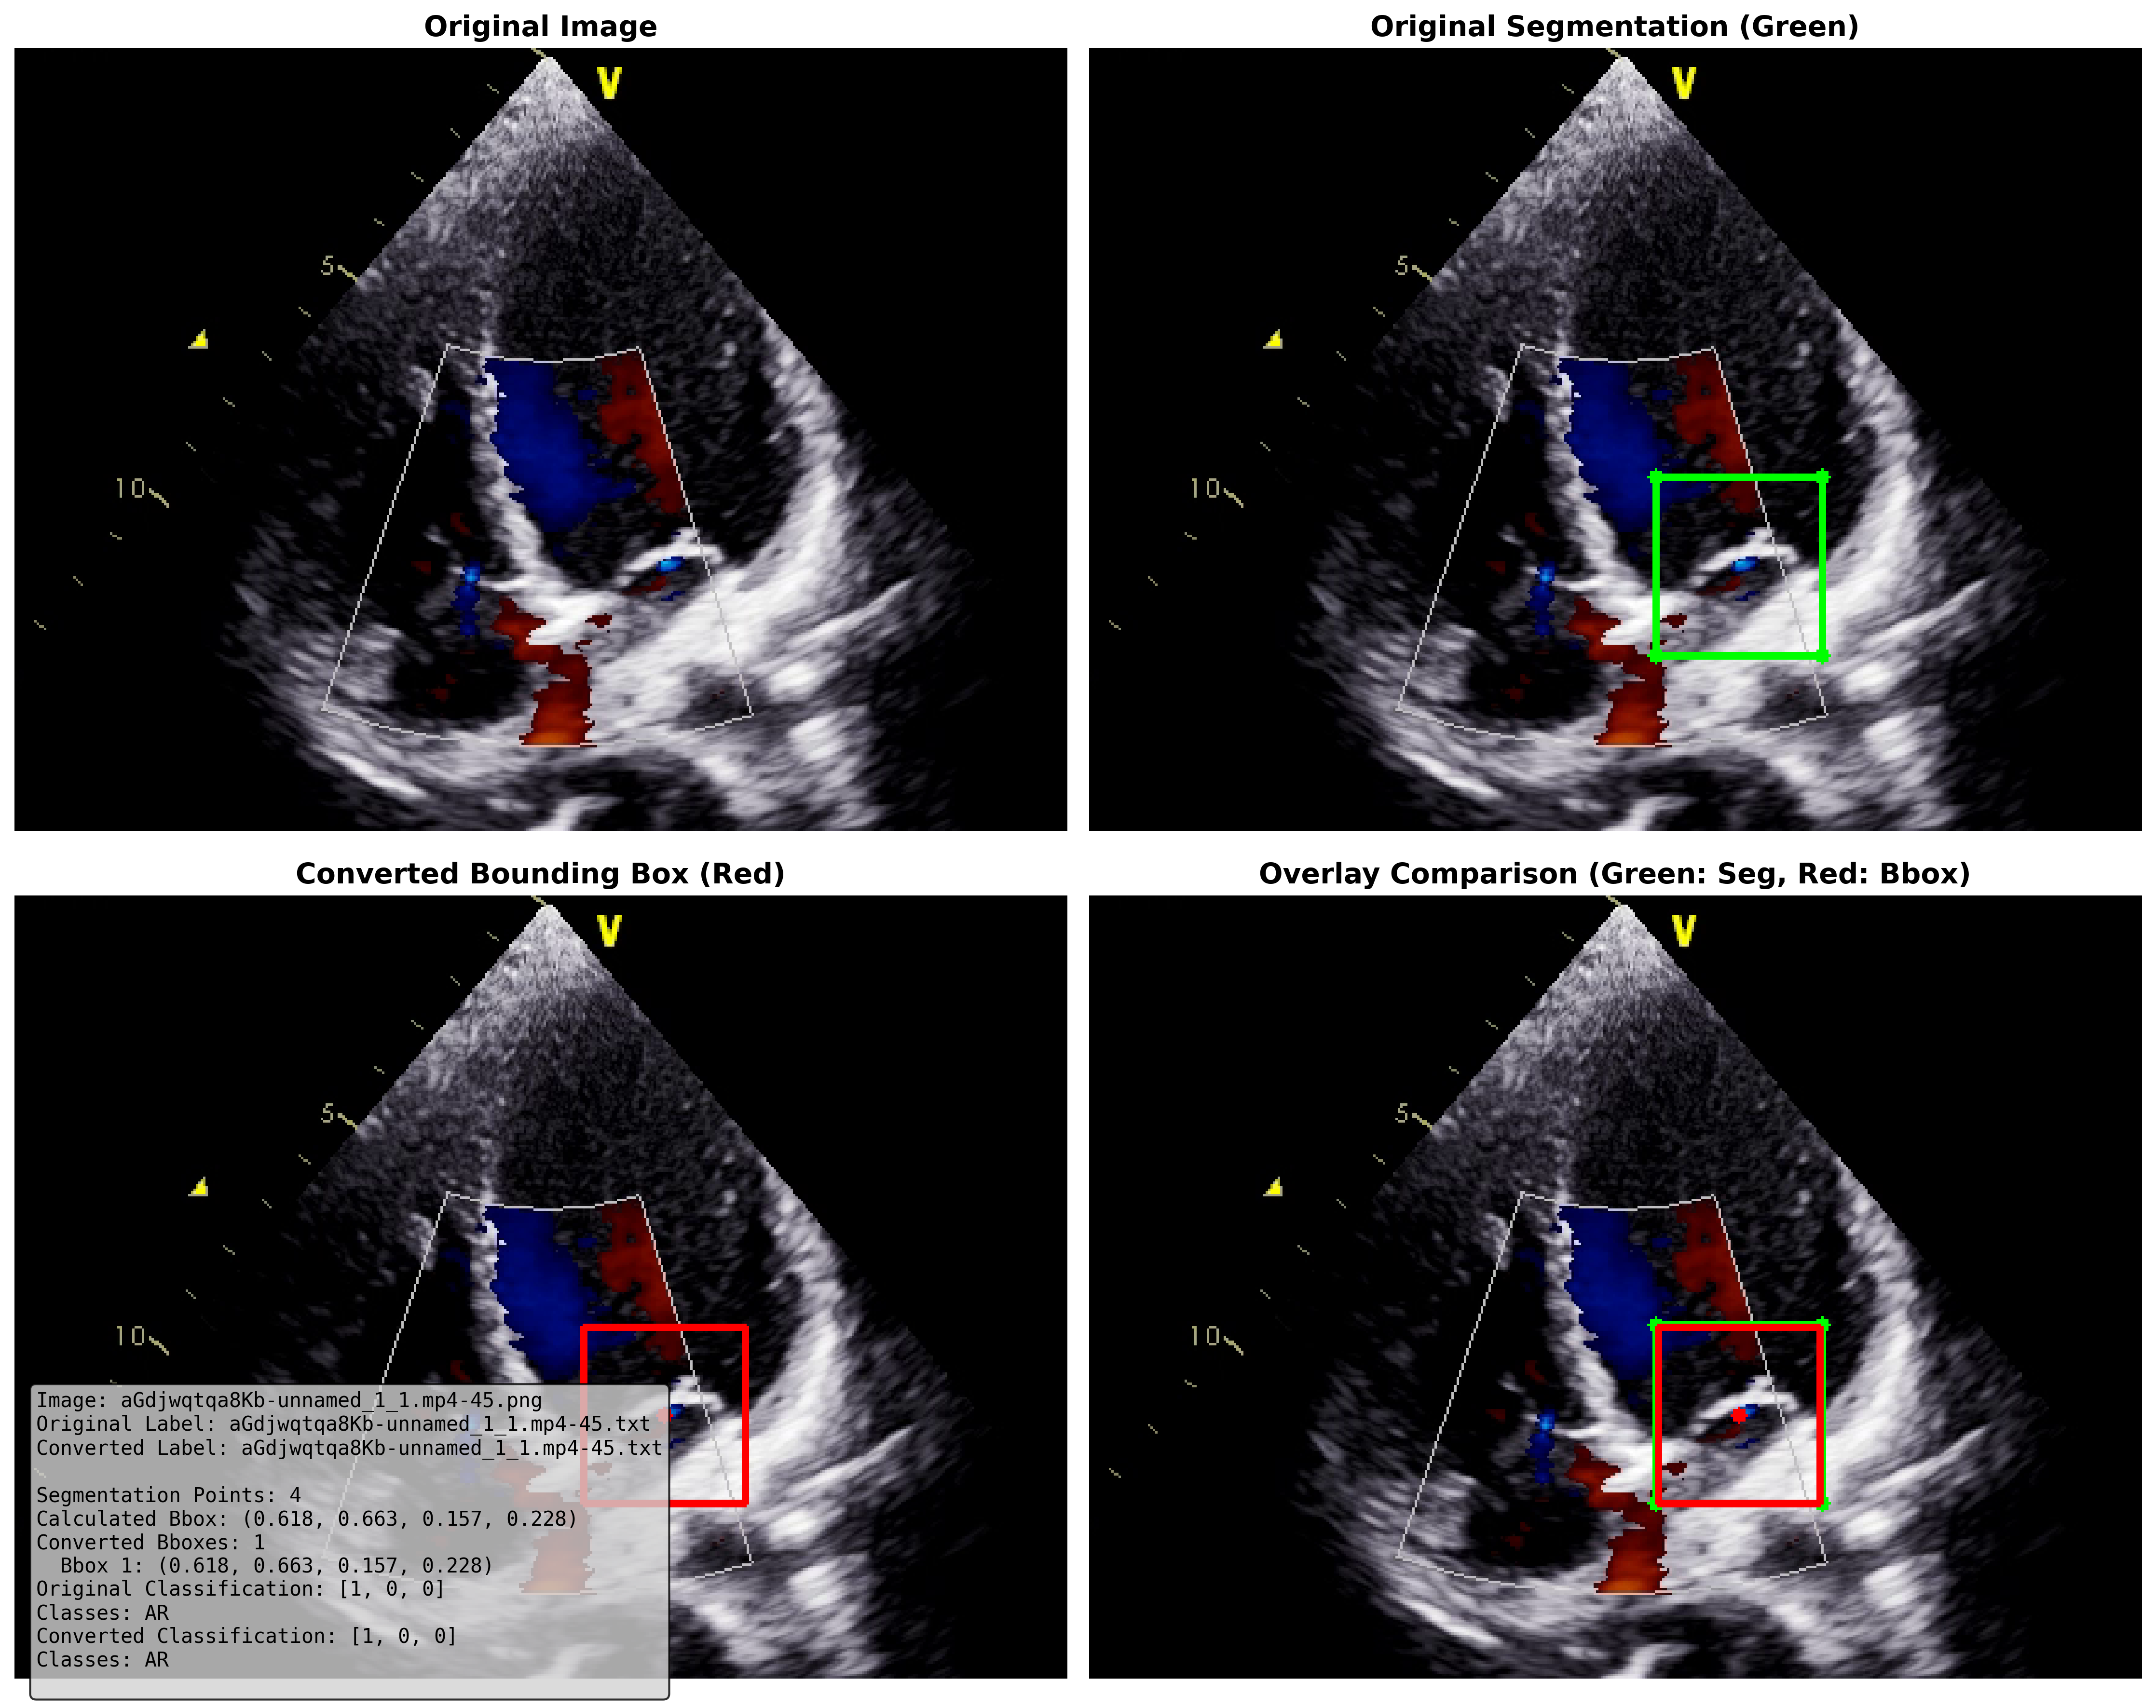 Original Image
Original Segmentation (Green)
V
5
10
V
5
10
Converted Bounding Box (Red)
Overlay Comparison (Green: Seg, Red: Bbox)
V
5
10
V
5
10
Image: aGdjwqtqa8Kb-unnamed_1_1.mp4-45.png
Original Label: aGdjwqtqa8Kb-unnamed_1_1.mp4-45.txt
Converted Label: aGdjwqtqa8Kb-unnamed_1_1.mp4-45.txt
Segmentation Points: 4
Calculated Bbox: (0.618, 0.663, 0.157, 0.228)
Converted Bboxes: 1
Bbox 1: (0.618, 0.663, 0.157, 0.228)
Original Classification: [1, 0, 0]
Classes: AR
Converted Classification: [1, 0, 0]
Classes: AR